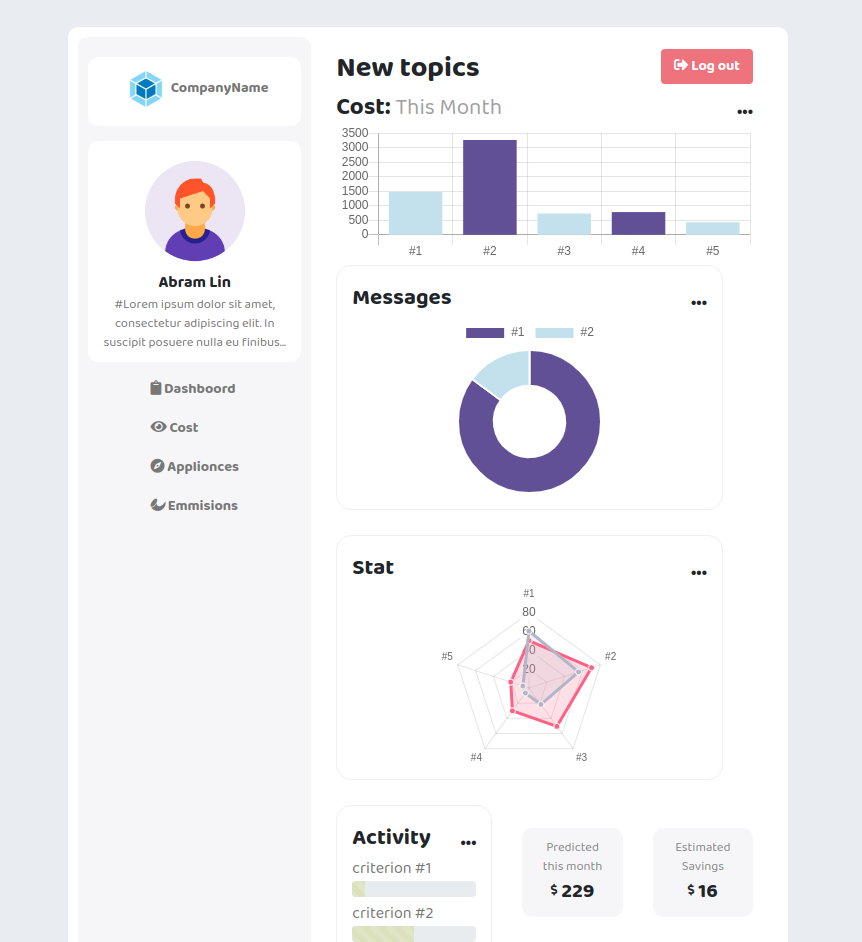 CompanyName
Abram Lin
#Lorem ipsum dolor sit amet,
consectetur adipiscing elit. In
suscipit posuere nulla eu finibus...
Dashboord
Cost
Applionces
Emmisions
New topics
Log out
Cost: This Month
3500
3000
2500
2000
1500
1000
500
0
#1 #2 #3 #4 #5
Messages
#1 #2
Stat
#1
80
60
40
20
#5
#2
#4
#3
Activity
criterion #1
criterion #2
Predicted
this month
$ 229
Estimated
Savings
$ 16